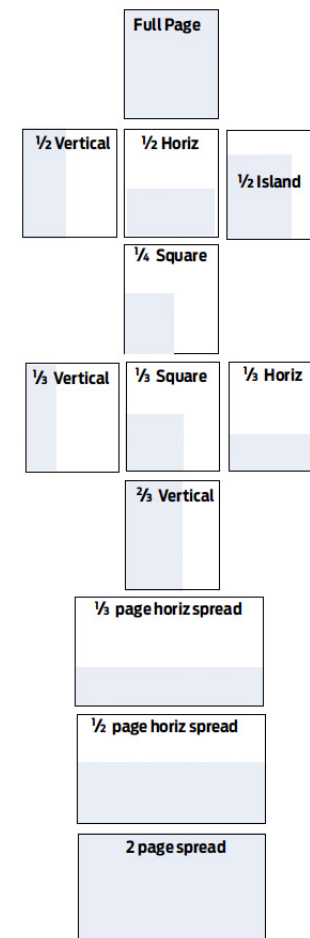 Full Page
½ Vertical
½ Horiz
½ Island
¼ Square
⅓ Vertical
⅓ Square
⅓ Horiz
⅔ Vertical
⅓ page horiz spread
½ page horiz spread
2 page spread